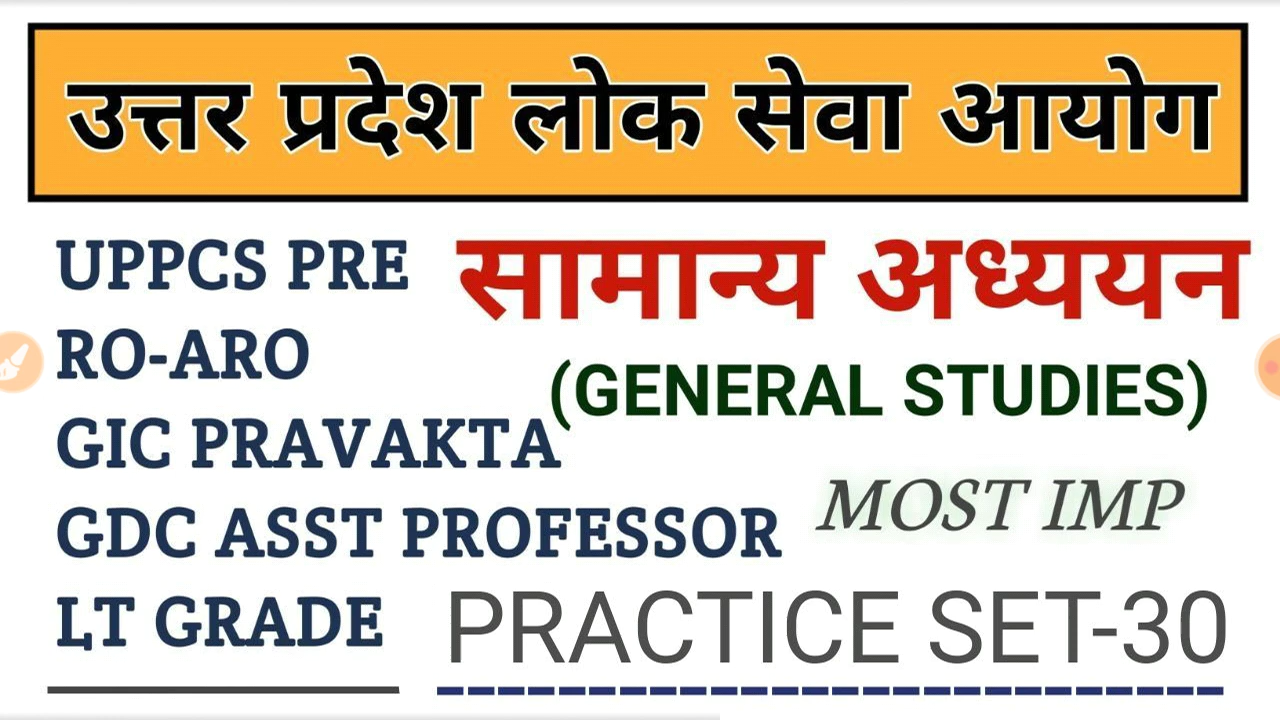 उत्तर प्रदेश लोक सेवा आयोग
UPPCS PRE
सामान्य अध्ययन
RO-ARO
(GENERAL STUDIES)
GIC PRAVAKTA
MOST IMP
GDC ASST PROFESSOR
LT GRADE
PRACTICE SET-30